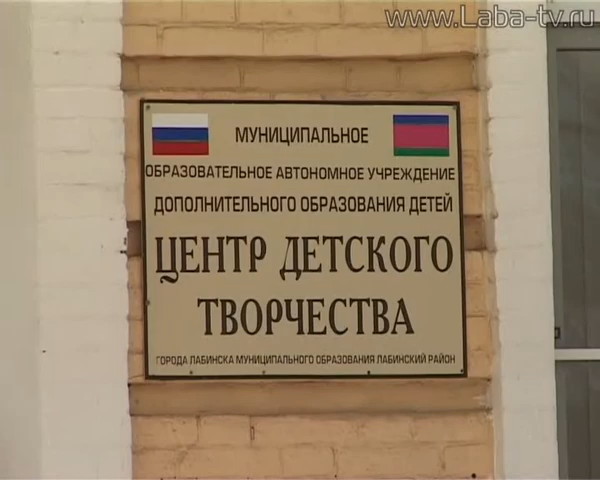 www.Laba-tv.ru
МУНИЦИПАЛЬНОЕ
ОБРАЗОВАТЕЛЬНОЕ АВТОНОМНОЕ УЧРЕЖДЕНИЕ
ДОПОЛНИТЕЛЬНОГО ОБРАЗОВАНИЯ ДЕТЕЙ
ЦЕНТР ДЕТСКОГО
ТВОРЧЕСТВА
ГОРОДА ЛАБИНСКА МУНИЦИПАЛЬНОГО ОБРАЗОВАНИЯ ЛАБИНСКИЙ РАЙОН